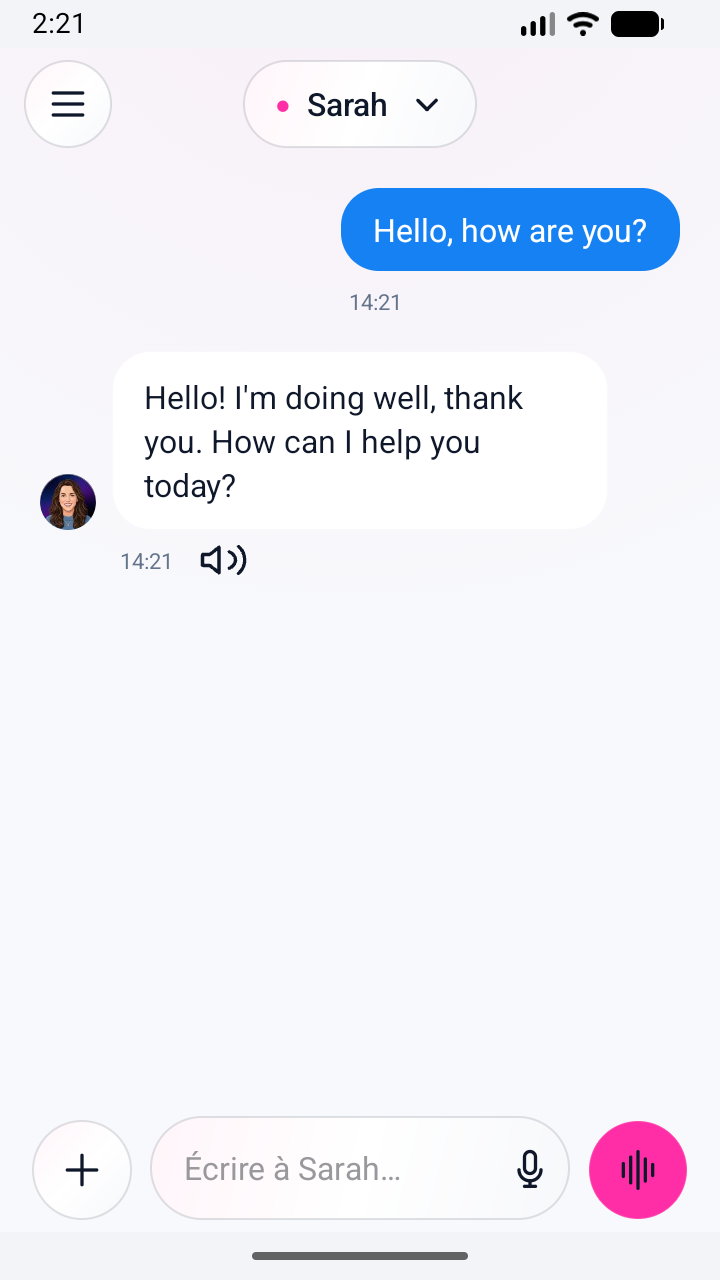 2:21
Sarah
Hello, how are you?
14:21
Hello! I'm doing well, thank
you. How can I help you
today?
14:21
Écrire à Sarah...